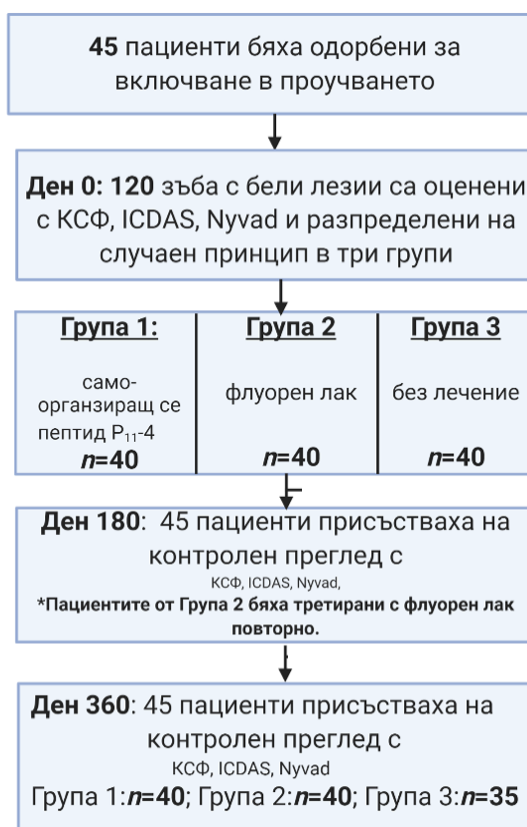 45 пациенти бяха одорбени за
включване в проучването
Ден 0: 120 зъба с бели лезии са оценени
с КСФ, ICDAS, Nyvad и разпределени на
случаен принцип в три групи
Група 1:
само-
органзиращ се
пептид P₁₁-4
n=40
Група 2
флуорен лак
n=40
Група 3
без лечение
n=40
Ден 180: 45 пациенти присъстваха на
контролен преглед с
КСФ, ICDAS, Nyvad,
*Пациентите от Група 2 бяха третирани с флуорен лак
повторно.
Ден 360: 45 пациенти присъстваха на
контролен преглед с
КСФ, ICDAS, Nyvad
Група 1:n=40; Група 2:n=40; Група 3:n=35